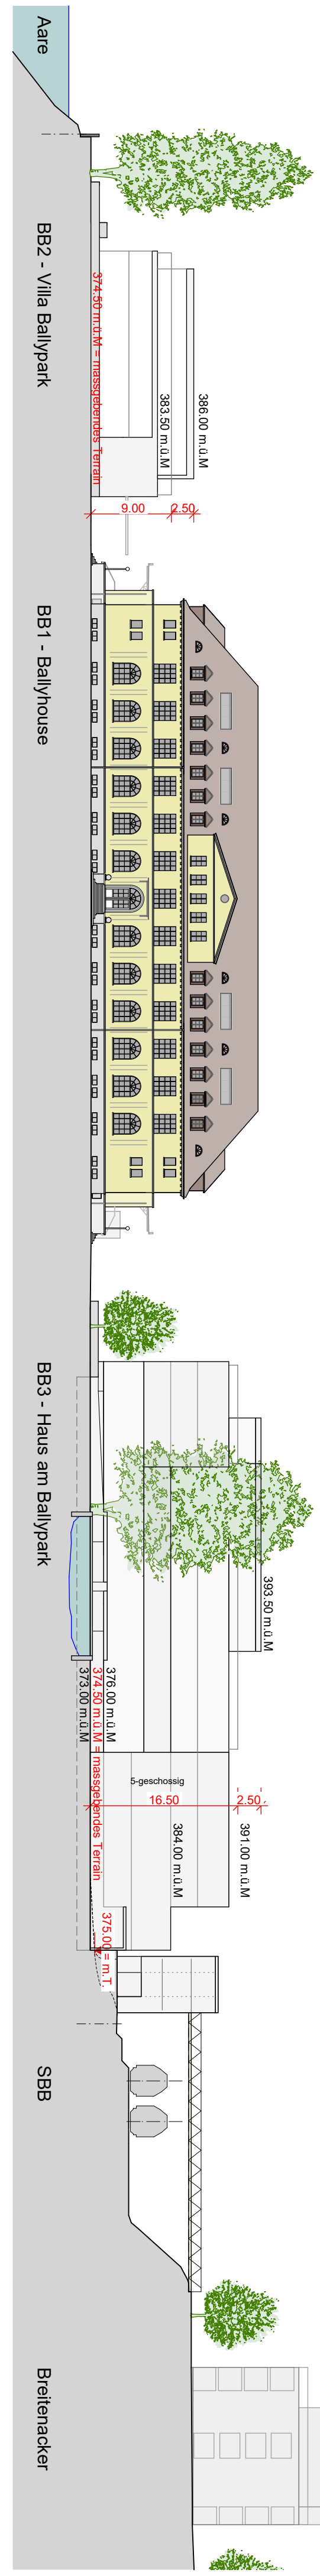 Aare
BB2 - Villa Ballypark
374.50 m.ü.M = massgebendes Terrain
383.50 m.ü.M
386.00 m.ü.M
9.00
2.50
BB1 - Ballyhouse
BB3 - Haus am Ballypark
393.50 m.ü.M
373.00 m.ü.M
374.50 m.ü.M = massgebendes Terrain
376.00 m.ü.M
5-geschossig
16.50
2.50
384.00 m.ü.M
391.00 m.ü.M
375.00 = m.T.
SBB
Breitenacker